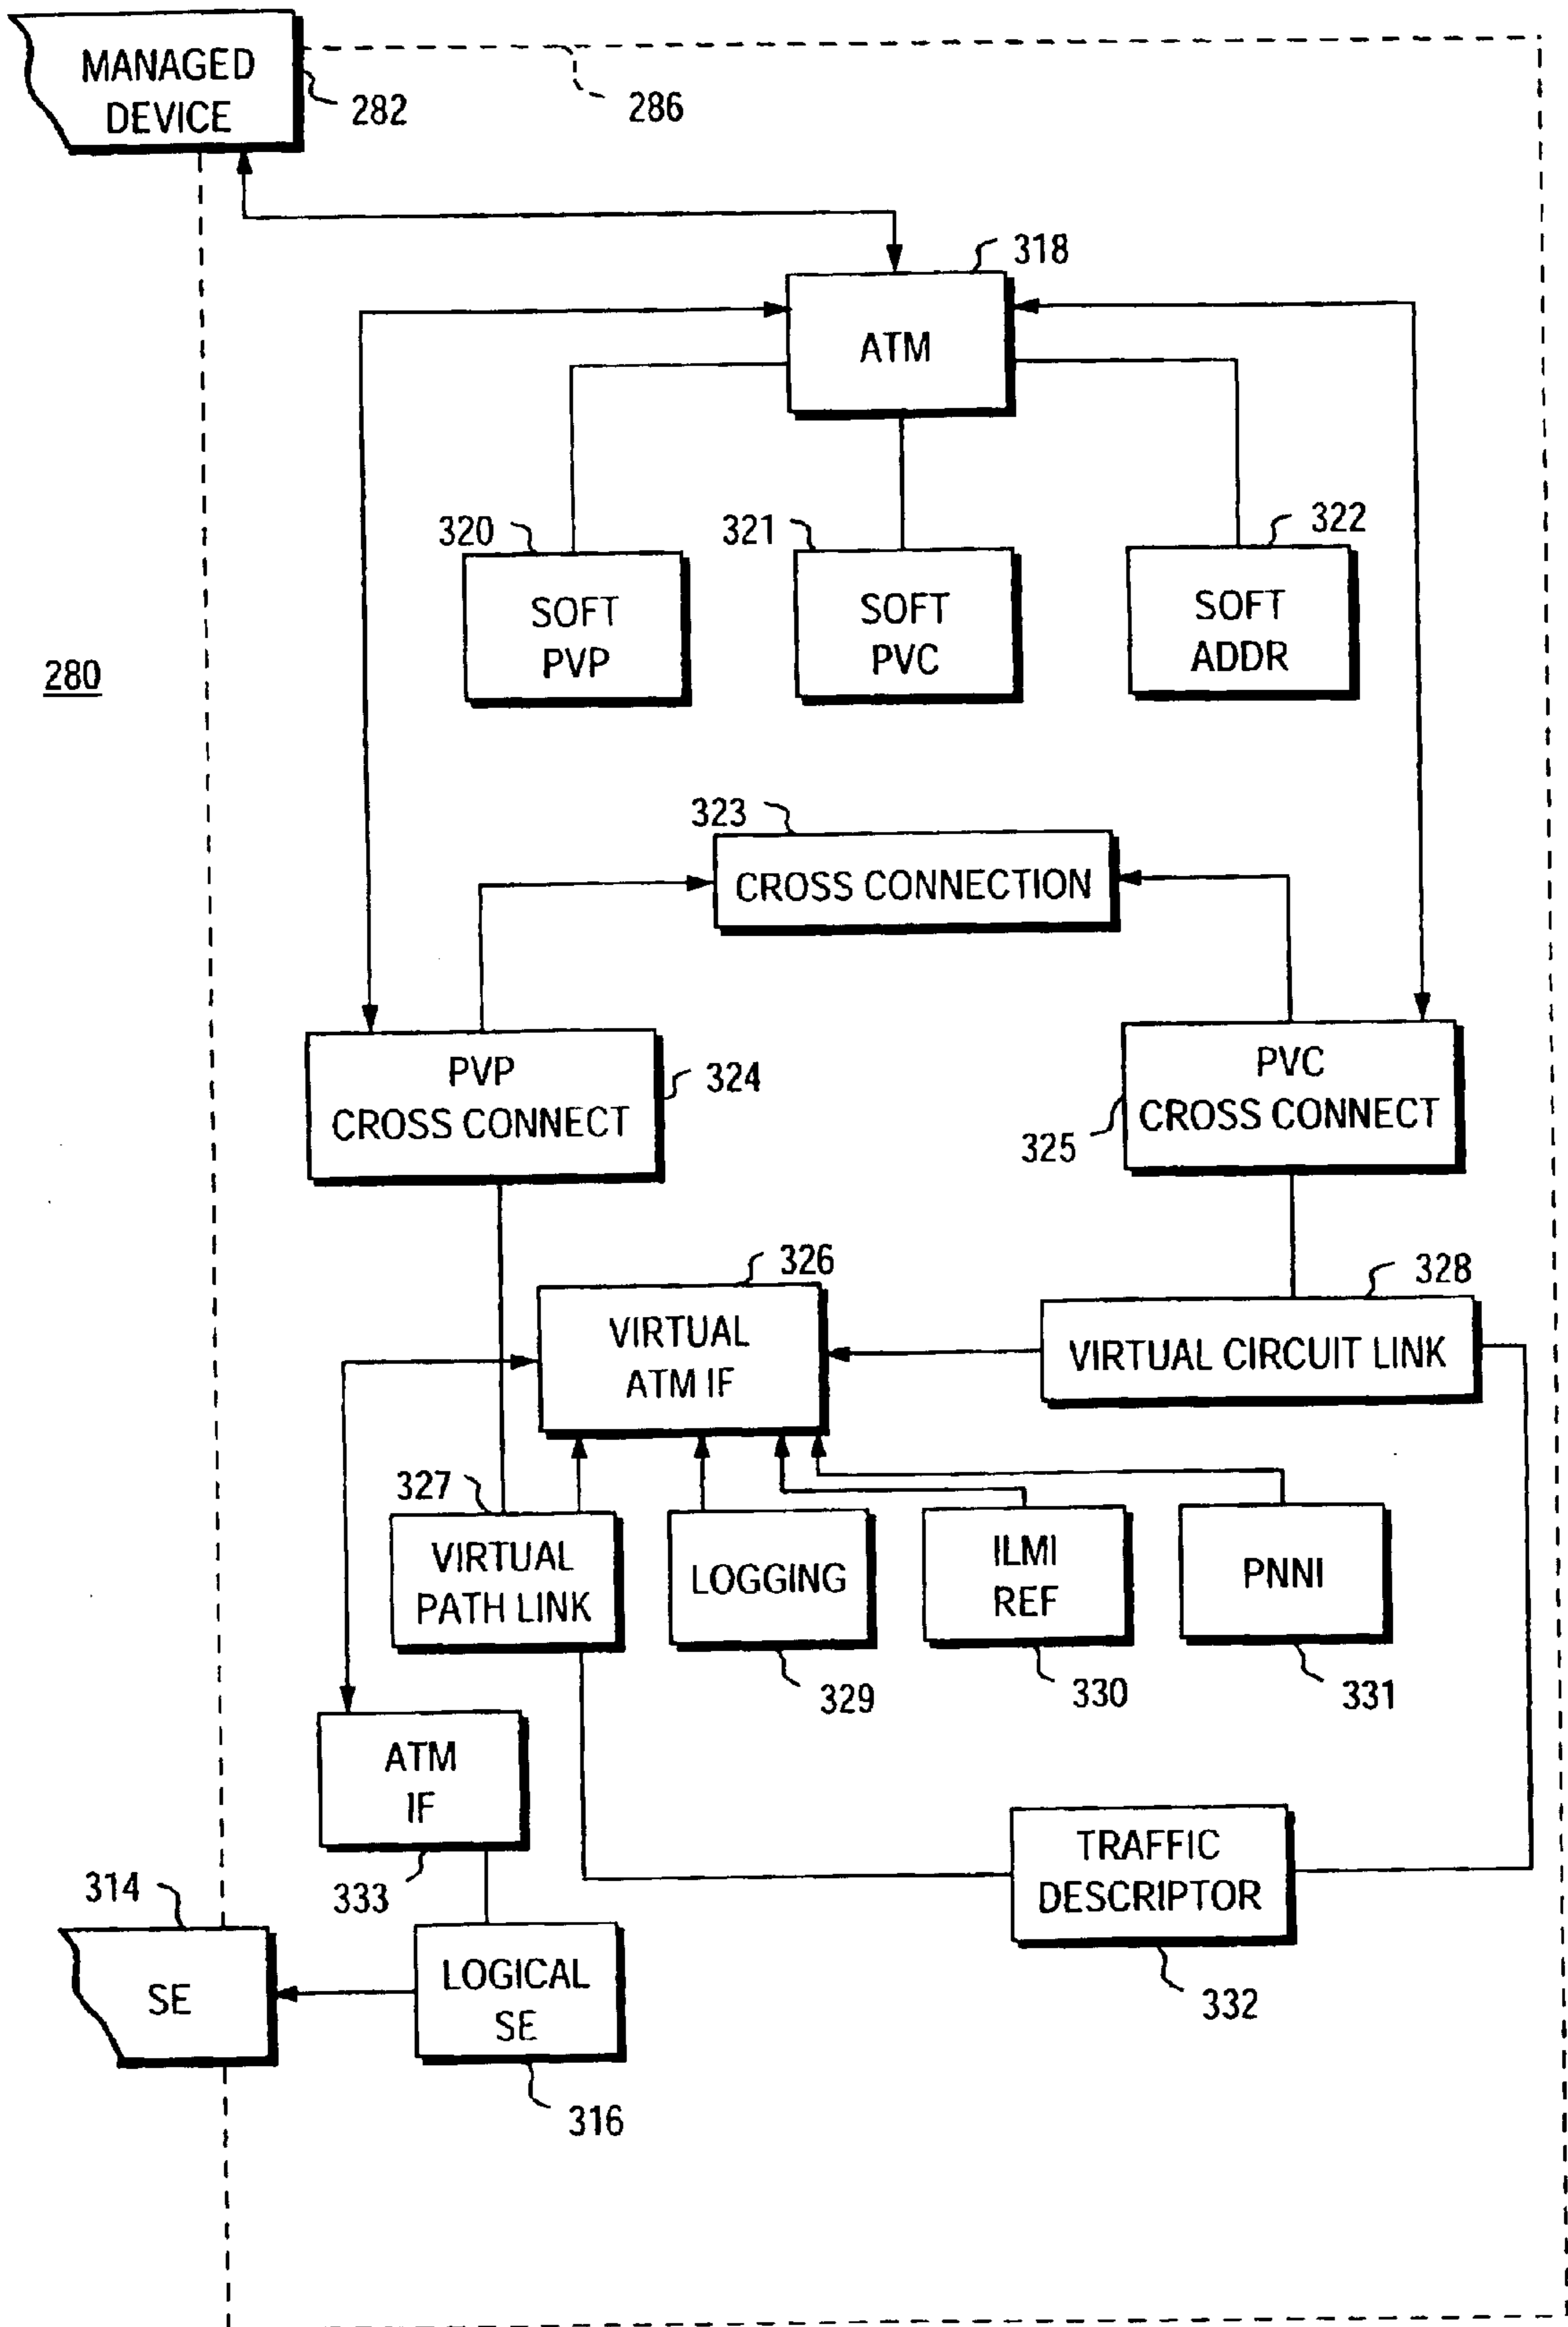 MANAGED
DEVICE
282
286
318
ATM
320
321
322
SOFT
PVP
SOFT
PVC
SOFT
ADDR
280
323
CROSS CONNECTION
PVP
CROSS CONNECT
324
PVC
CROSS CONNECT
325
326
VIRTUAL
ATM IF
328
VIRTUAL CIRCUIT LINK
327
VIRTUAL
PATH LINK
LOGGING
ILMI
REF
PNNI
329
330
331
ATM
IF
333
TRAFFIC
DESCRIPTOR
332
314
SE
LOGICAL
SE
316